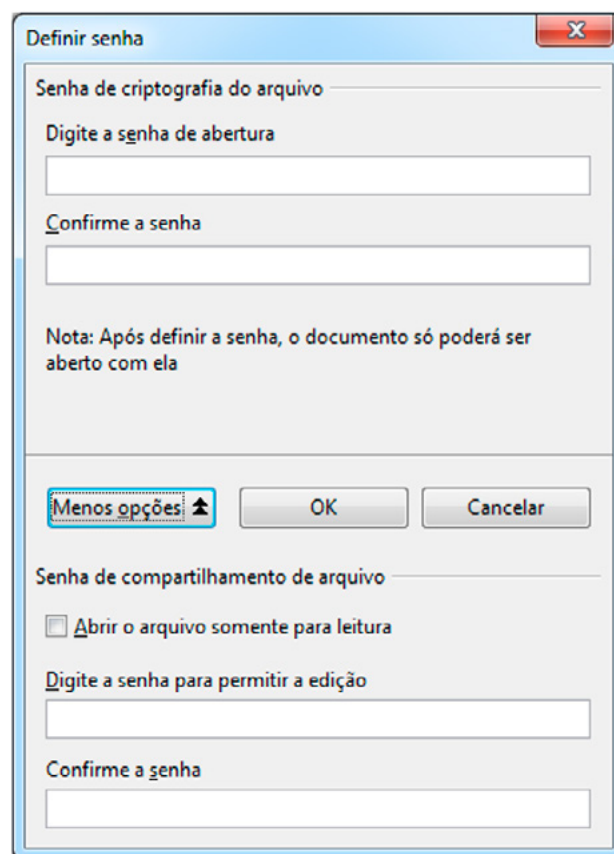 Definir senha
Senha de criptografia do arquivo
Digite a senha de abertura
Confirme a senha
Nota: Após definir a senha, o documento só poderá ser
aberto com ela
Menos opções
OK
Cancelar
Senha de compartilhamento de arquivo
Abrir o arquivo somente para leitura
Digite a senha para permitir a edição
Confirme a senha